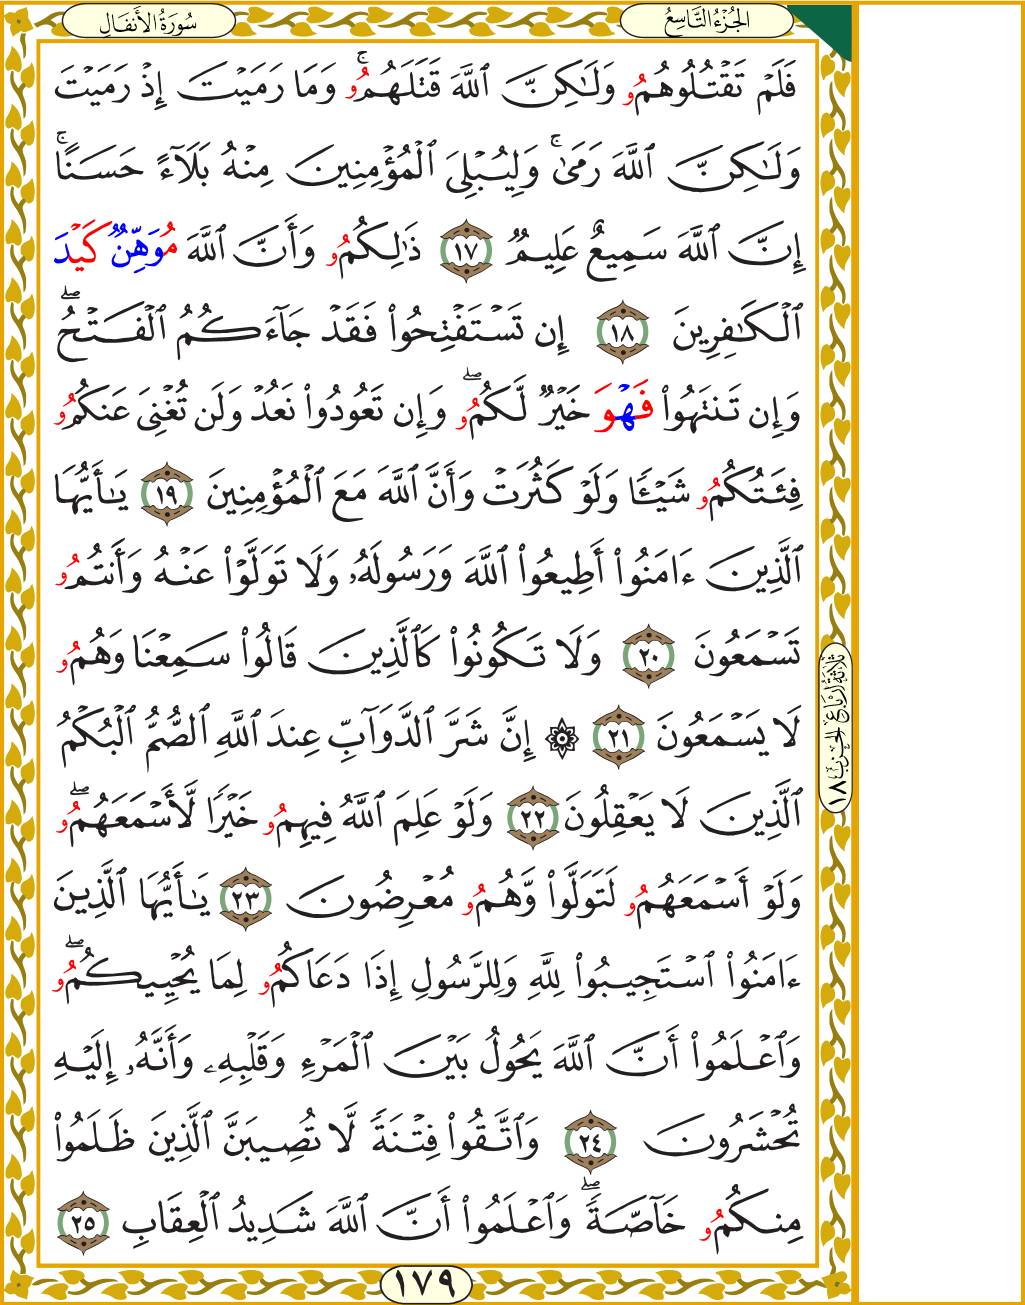 الجُزْءُ التَّاسِعُ
سُورَةُ الأَنفَالِ
فَلَمْ تَقْتُلُوهُمُۥ وَلَٰكِنَّ ٱللَّهَ قَتَلَهُمُۥۚ وَمَا رَمَيْتَ إِذْ رَمَيْتَ
وَلَٰكِنَّ ٱللَّهَ رَمَىٰۚ وَلِيُبْلِيَ ٱلْمُؤْمِنِينَ مِنْهُ بَلَآءً حَسَنًاۚ
إِنَّ ٱللَّهَ سَمِيعٌ عَلِيمٌ ١٧ ذَٰلِكُمُۥ وَأَنَّ ٱللَّهَ مُوَهِّنٌ كَيْدَ
ٱلْكَٰفِرِينَ ١٨ إِن تَسْتَفْتِحُوا۟ فَقَدْ جَآءَكُمُ ٱلْفَتْحُۖ
وَإِن تَنتَهُوا۟ فَهْوَ خَيْرٌ لَّكُمُۥۖ وَإِن تَعُودُوا۟ نَعُدْ وَلَن تُغْنِيَ عَنكُمُۥ
فِئَتُكُمُۥ شَيْـًٔا وَلَوْ كَثُرَتْ وَأَنَّ ٱللَّهَ مَعَ ٱلْمُؤْمِنِينَ ١٩ يَٰٓأَيُّهَا
ٱلَّذِينَ ءَامَنُوا۟ أَطِيعُوا۟ ٱللَّهَ وَرَسُولَهُۥ وَلَا تَوَلَّوْا۟ عَنْهُ وَأَنتُمُۥ
تَسْمَعُونَ ٢٠ وَلَا تَكُونُوا۟ كَٱلَّذِينَ قَالُوا۟ سَمِعْنَا وَهُمُۥ
لَا يَسْمَعُونَ ٢١ ۞ إِنَّ شَرَّ ٱلدَّوَآبِّ عِندَ ٱللَّهِ ٱلصُّمُّ ٱلْبُكْمُ
ٱلَّذِينَ لَا يَعْقِلُونَ ٢٢ وَلَوْ عَلِمَ ٱللَّهُ فِيهِمُۥ خَيْرًا لَّأَسْمَعَهُمُۥۖ
وَلَوْ أَسْمَعَهُمُۥ لَتَوَلَّوا۟ وَّهُمُۥ مُعْرِضُونَ ٢٣ يَٰٓأَيُّهَا ٱلَّذِينَ
ءَامَنُوا۟ ٱسْتَجِيبُوا۟ لِلَّهِ وَلِلرَّسُولِ إِذَا دَعَاكُمُۥ لِمَا يُحْيِيكُمُۥۖ
وَٱعْلَمُوٓا۟ أَنَّ ٱللَّهَ يَحُولُ بَيْنَ ٱلْمَرْءِ وَقَلْبِهِۦ وَأَنَّهُۥ إِلَيْهِ
تُحْشَرُونَ ٢٤ وَٱتَّقُوا۟ فِتْنَةً لَّا تُصِيبَنَّ ٱلَّذِينَ ظَلَمُوا۟
مِنكُمُۥ خَآصَّةًۖ وَٱعْلَمُوا۟ أَنَّ ٱللَّهَ شَدِيدُ ٱلْعِقَابِ ٢٥
ثَلَاثَةُ أَرْبَاعِ الحِزْبِ ١٨
١٧٩